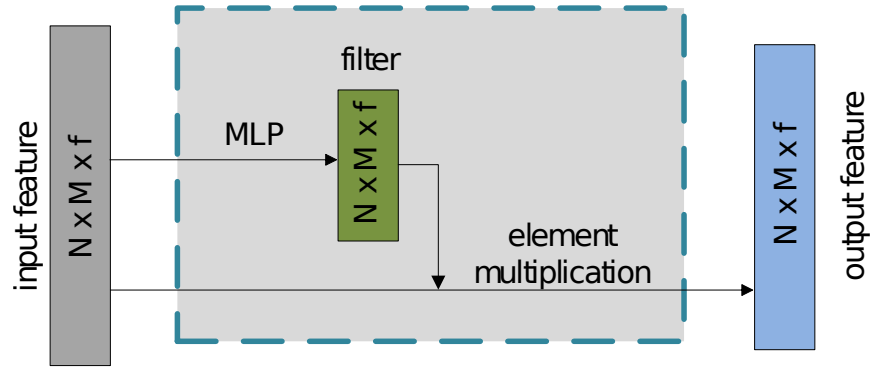 input feature
N x M x f
MLP
filter
N x M x f
element
multiplication
N x M x f
output feature